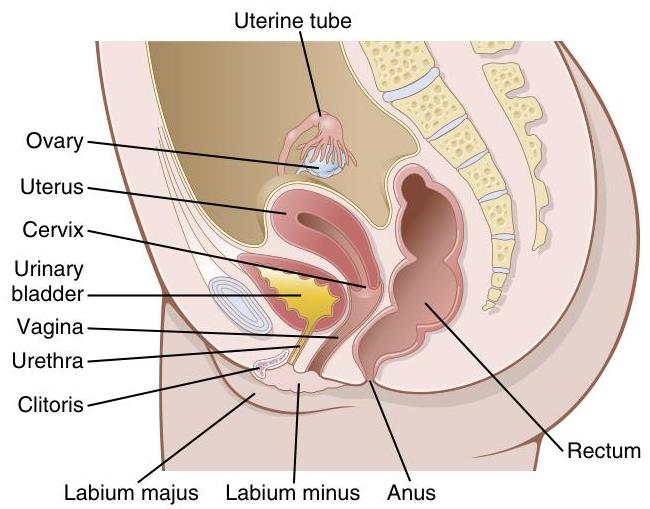 Uterine tube
Ovary
Uterus
Cervix
Urinary
bladder
Vagina
Urethra
Clitoris
Rectum
Labium majus
Labium minus
Anus